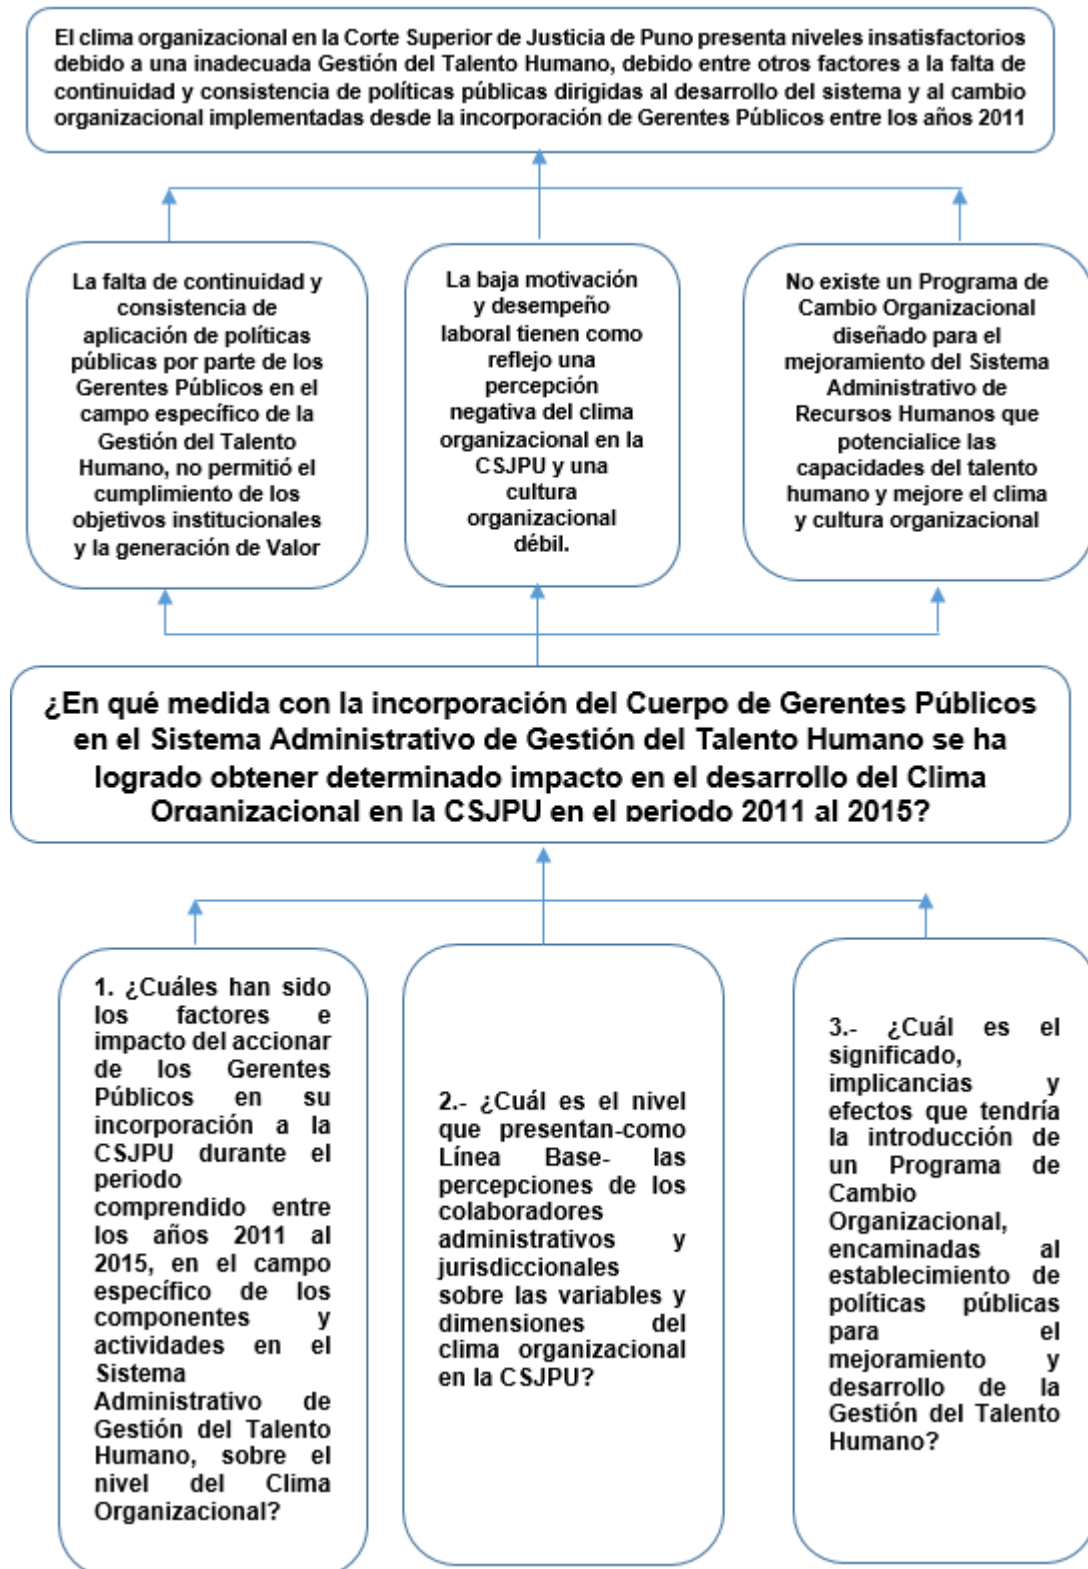 El clima organizacional en la Corte Superior de Justicia de Puno presenta niveles insatisfactorios
debido a una inadecuada Gestión del Talento Humano, debido entre otros factores a la falta de
continuidad y consistencia de políticas públicas dirigidas al desarrollo del sistema y al cambio
organizacional implementadas desde la incorporación de Gerentes Públicos entre los años 2011
La falta de continuidad y
consistencia de
aplicación de políticas
públicas por parte de los
Gerentes Públicos en el
campo específico de la
Gestión del Talento
Humano, no permitió el
cumplimiento de los
objetivos institucionales
y la generación de Valor
La baja motivación
y desempeño
laboral tienen como
reflejo una
percepción
negativa del clima
organizacional en la
CSJPU y una
cultura
organizacional
débil.
No existe un Programa de
Cambio Organizacional
diseñado para el
mejoramiento del Sistema
Administrativo de
Recursos Humanos que
potencialice las
capacidades del talento
humano y mejore el clima
y cultura organizacional
¿En qué medida con la incorporación del Cuerpo de Gerentes Públicos
en el Sistema Administrativo de Gestión del Talento Humano se ha
logrado obtener determinado impacto en el desarrollo del Clima
Organizacional en la CSJPU en el periodo 2011 al 2015?
1. ¿Cuáles han sido
los factores e
impacto del accionar
de los Gerentes
Públicos en su
incorporación a la
CSJPU durante el
periodo
comprendido entre
los años 2011 al
2015, en el campo
específico de los
componentes y
actividades en el
Sistema
Administrativo de
Gestión del Talento
Humano, sobre el
nivel del Clima
Organizacional?
2.- ¿Cuál es el nivel
que presentan-como
Línea Base- las
percepciones de los
colaboradores
administrativos y
jurisdiccionales
sobre las variables y
dimensiones del
clima organizacional
en la CSJPU?
3.- ¿Cuál es el
significado,
implicancias y
efectos que tendría
la introducción de
un Programa de
Cambio
Organizacional,
encaminadas al
establecimiento de
políticas públicas
para el
mejoramiento y
desarrollo de la
Gestión del Talento
Humano?